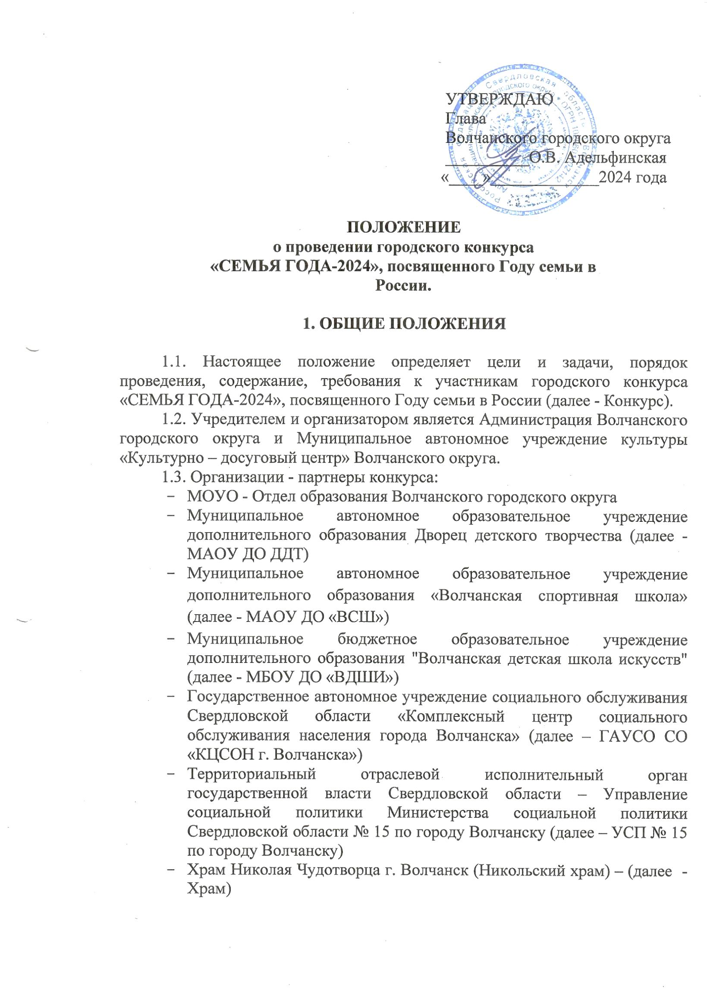 УТВЕРЖДАЮ
Глава
Волчанского городского округа
__________О.В. Адельфинская
«____»_____________2024 года
ПОЛОЖЕНИЕ
о проведении городского конкурса
«СЕМЬЯ ГОДА-2024», посвященного Году семьи в
России.
1. ОБЩИЕ ПОЛОЖЕНИЯ
1.1. Настоящее положение определяет цели и задачи, порядок
проведения, содержание, требования к участникам городского конкурса
«СЕМЬЯ ГОДА-2024», посвященного Году семьи в России (далее - Конкурс).
1.2. Учредителем и организатором является Администрация Волчанского
городского округа и Муниципальное автономное учреждение культуры
«Культурно – досуговый центр» Волчанского округа.
1.3. Организации - партнеры конкурса:
− МОУО - Отдел образования Волчанского городского округа
− Муниципальное автономное образовательное учреждение
дополнительного образования Дворец детского творчества (далее -
МАОУ ДО ДДТ)
− Муниципальное автономное образовательное учреждение
дополнительного образования «Волчанская спортивная школа»
(далее - МАОУ ДО «ВСШ»)
− Муниципальное бюджетное образовательное учреждение
дополнительного образования "Волчанская детская школа искусств"
(далее - МБОУ ДО «ВДШИ»)
− Государственное автономное учреждение социального обслуживания
Свердловской области «Комплексный центр социального
обслуживания населения города Волчанска» (далее – ГАУСО СО
«КЦСОН г. Волчанска»)
− Территориальный отраслевой исполнительный орган
государственной власти Свердловской области – Управление
социальной политики Министерства социальной политики
Свердловской области № 15 по городу Волчанску (далее – УСП № 15
по городу Волчанску)
− Храм Николая Чудотворца г. Волчанск (Никольский храм) – (далее -
Храм)
Российская Федерация Свердловская область